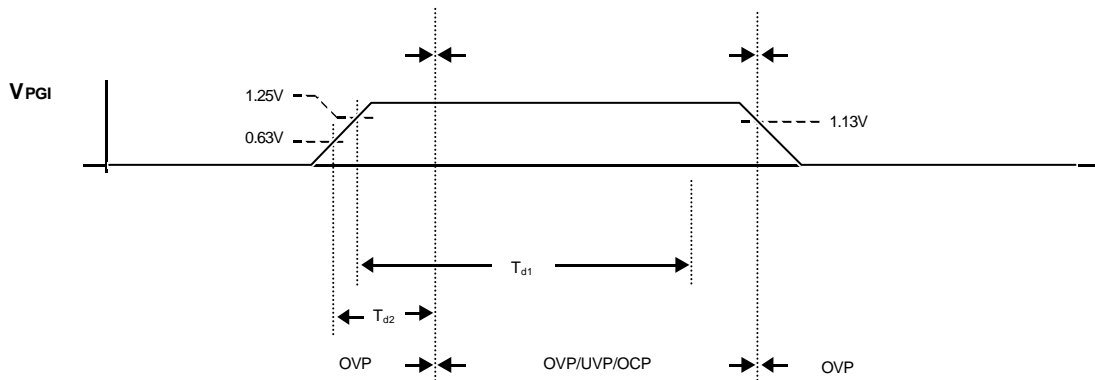 VPGI
1.25V
0.63V
1.13V
Td1
Td2
OVP
OVP/UVP/OCP
OVP